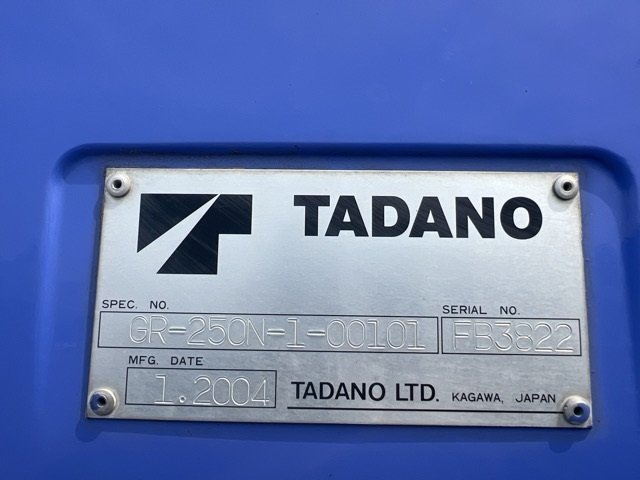 TADANO
SPEC. NO.
GR-250N-1-00101
SERIAL NO.
FB3822
MFG. DATE
1.2004
TADANO LTD. KAGAWA, JAPAN